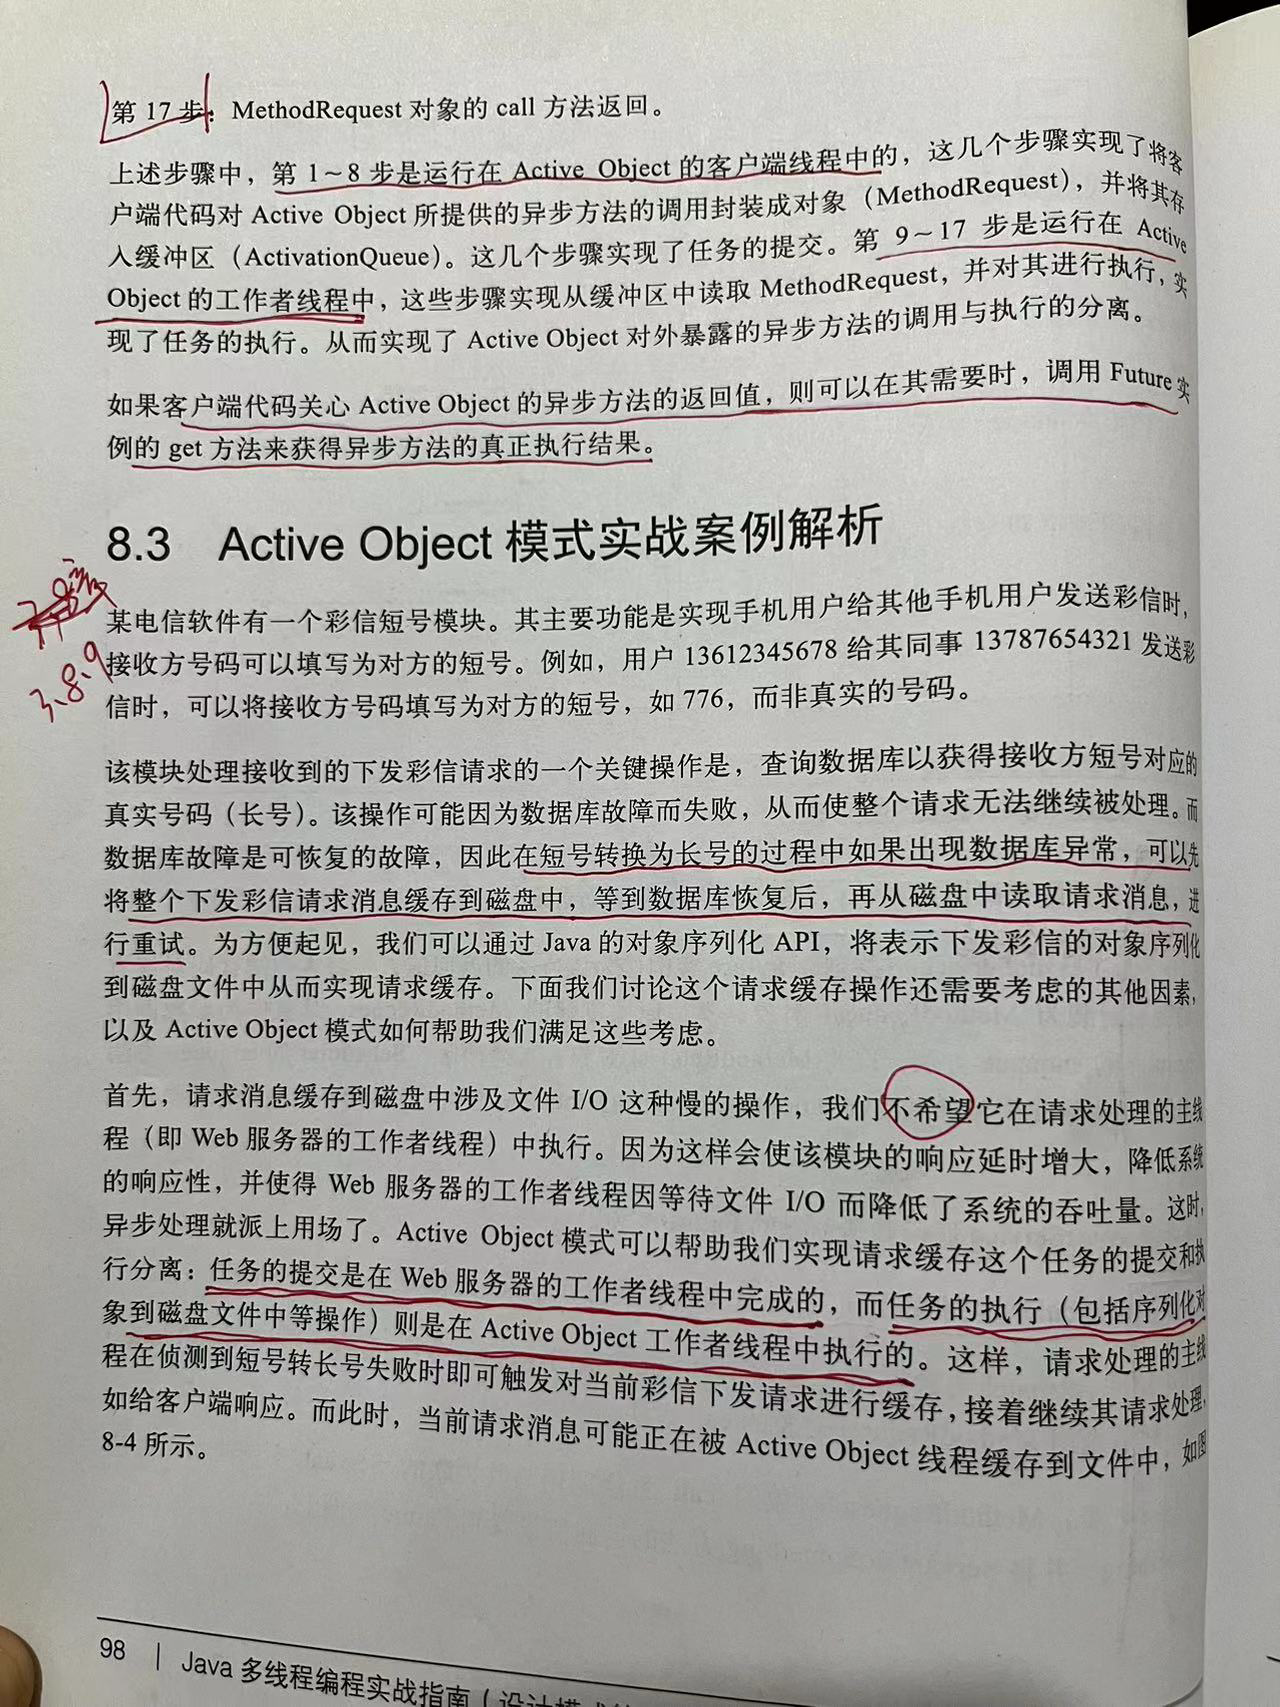 第 17 步：MethodRequest 对象的 call 方法返回。
上述步骤中，第 1～8 步是运行在 Active Object 的客户端线程中的，这几个步骤实现了将客
户端代码对 Active Object 所提供的异步方法的调用封装成对象（MethodRequest），并将其存
入缓冲区（ActivationQueue）。这几个步骤实现了任务的提交。第 9～17 步是运行在 Active
Object 的工作者线程中，这些步骤实现从缓冲区中读取 MethodRequest，并对其进行执行，实
现了任务的执行。从而实现了 Active Object 对外暴露的异步方法的调用与执行的分离。
如果客户端代码关心 Active Object 的异步方法的返回值，则可以在其需要时，调用 Future 实
例的 get 方法来获得异步方法的真正执行结果。
8.3 Active Object 模式实战案例解析
某电信软件有一个彩信短号模块。其主要功能是实现手机用户给其他手机用户发送彩信时，
接收方号码可以填写为对方的短号。例如，用户 13612345678 给其同事 13787654321 发送彩
信时，可以将接收方号码填写为对方的短号，如 776，而非真实的号码。
3、8、9
该模块处理接收到的下发彩信请求的一个关键操作是，查询数据库以获得接收方短号对应的
真实号码（长号）。该操作可能因为数据库故障而失败，从而使整个请求无法继续被处理。而
数据库故障是可恢复的故障，因此在短号转换为长号的过程中如果出现数据库异常，可以先
将整个下发彩信请求消息缓存到磁盘中，等到数据库恢复后，再从磁盘中读取请求消息，进
行重试。为方便起见，我们可以通过 Java 的对象序列化 API，将表示下发彩信的对象序列化
到磁盘文件中从而实现请求缓存。下面我们讨论这个请求缓存操作还需要考虑的其他因素，
以及 Active Object 模式如何帮助我们满足这些考虑。
首先，请求消息缓存到磁盘中涉及文件 I/O 这种慢的操作，我们不希望它在请求处理的主线
程（即 Web 服务器的工作者线程）中执行。因为这样会使该模块的响应延时增大，降低系统
的响应性，并使得 Web 服务器的工作者线程因等待文件 I/O 而降低了系统的吞吐量。这时，
异步处理就派上用场了。Active Object 模式可以帮助我们实现请求缓存这个任务的提交和执
行分离：任务的提交是在 Web 服务器的工作者线程中完成的，而任务的执行（包括序列化对
象到磁盘文件中等操作）则是在 Active Object 工作者线程中执行的。这样，请求处理的主线
程在侦测到短号转长号失败时即可触发对当前彩信下发请求进行缓存，接着继续其请求处理，
如给客户端响应。而此时，当前请求消息可能正在被 Active Object 线程缓存到文件中，如图
8-4 所示。
98 | Java 多线程编程实战指南（设计模式